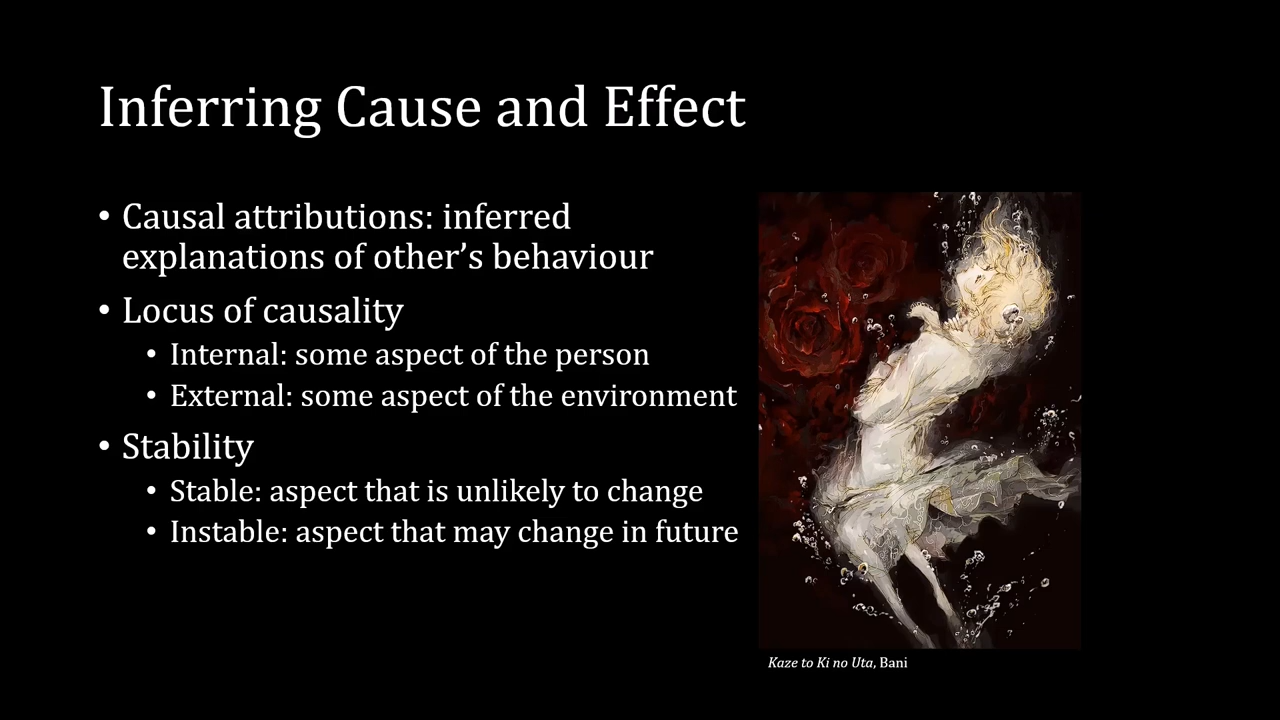 Inferring Cause and Effect
• Causal attributions: inferred
explanations of other’s behaviour
• Locus of causality
• Internal: some aspect of the person
• External: some aspect of the environment
• Stability
• Stable: aspect that is unlikely to change
• Instable: aspect that may change in future
Kaze to Ki no Uta, Bani